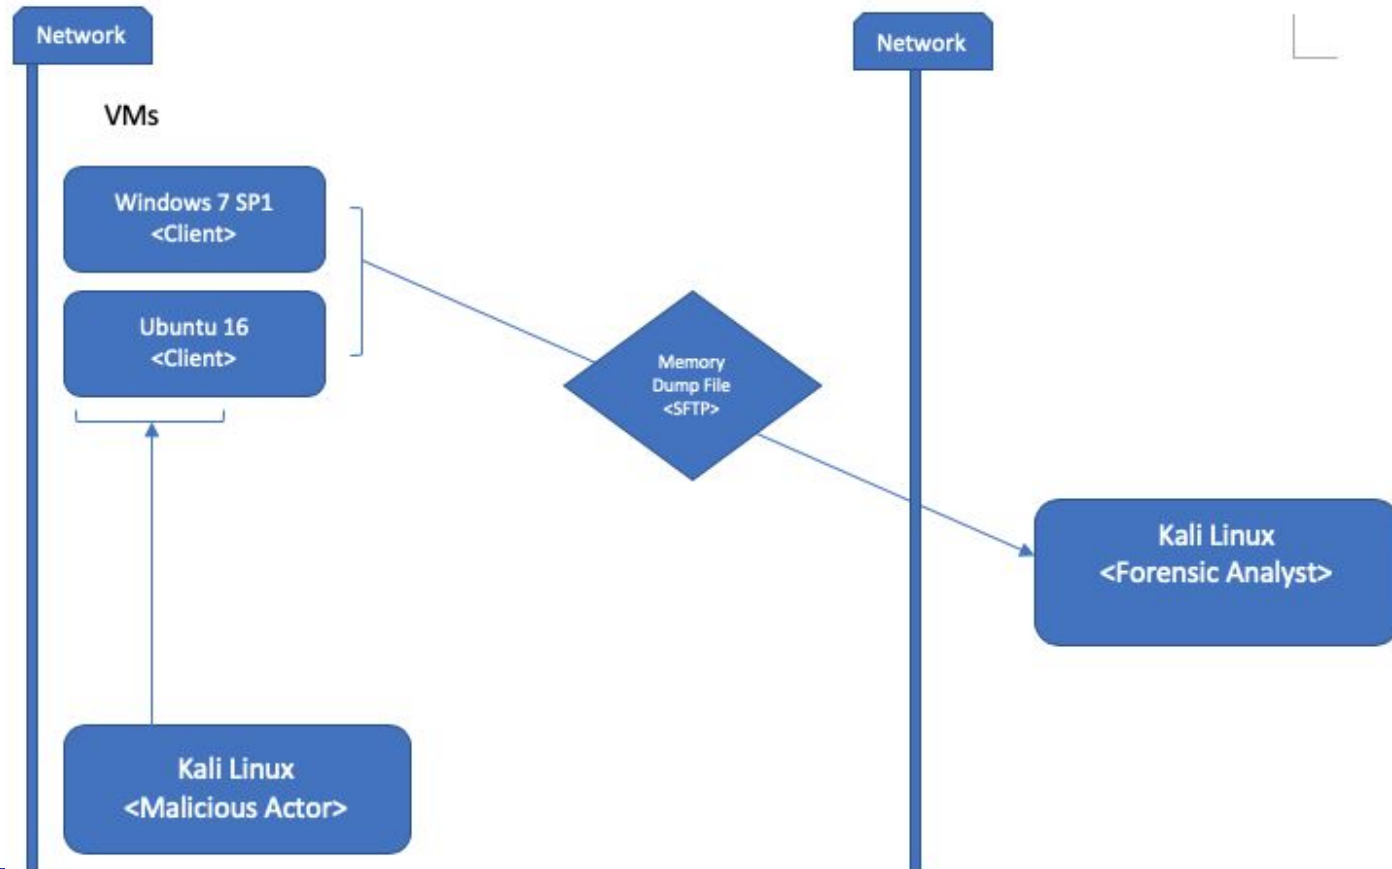 Network
Network
VMs
Windows 7 SP1
<Client>
Ubuntu 16
<Client>
Memory
Dump File
<SFTP>
Kali Linux
<Forensic Analyst>
Kali Linux
<Malicious Actor>